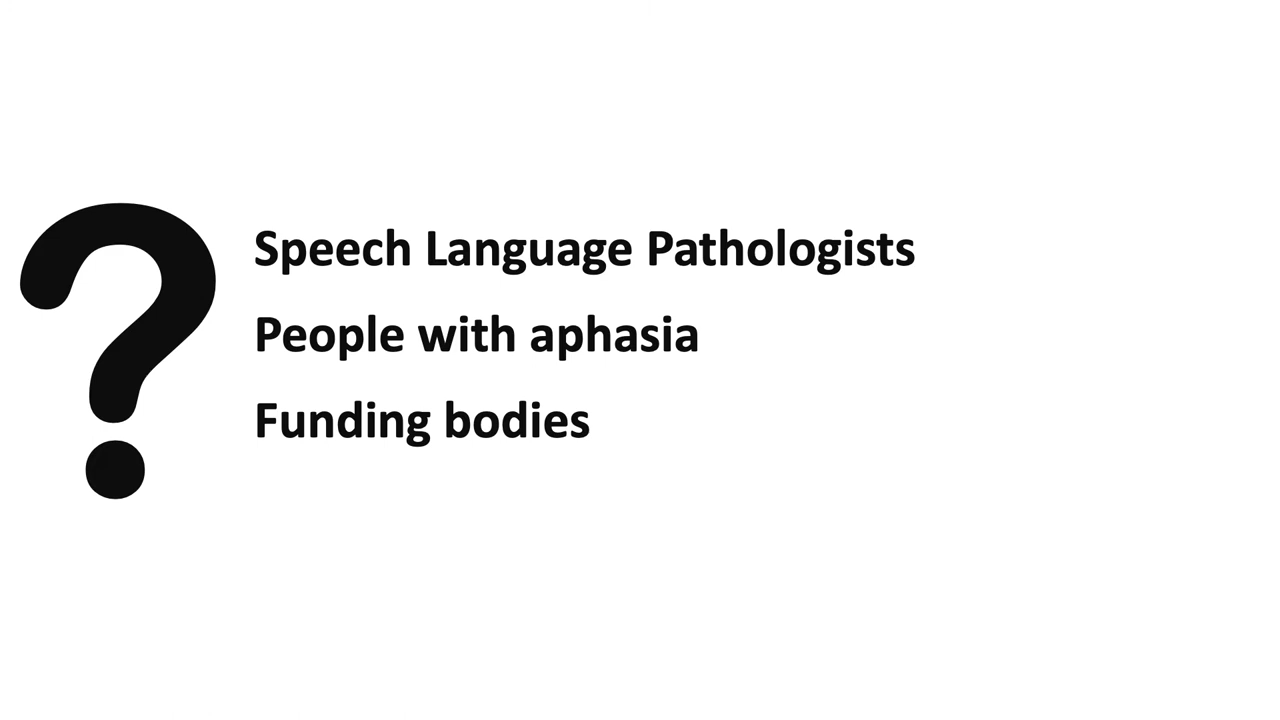 Speech Language Pathologists
People with aphasia
Funding bodies